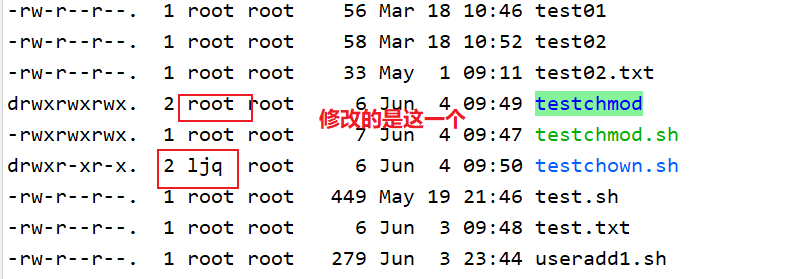 -rw-r--r--. 1 root root 56 Mar 18 10:46 test01
-rw-r--r--. 1 root root 58 Mar 18 10:52 test02
-rw-r--r--. 1 root root 33 May 1 09:11 test02.txt
drwxrwxrwx. 2 root root 6 Jun 4 09:49 testchmod
修改的是这一个
-rwxrwxrwx. 1 root root 7 Jun 4 09:47 testchmod.sh
drwxr-xr-x. 2 ljq root 6 Jun 4 09:50 testchown.sh
-rw-r--r--. 1 root root 449 May 19 21:46 test.sh
-rw-r--r--. 1 root root 6 Jun 3 09:48 test.txt
-rw-r--r--. 1 root root 279 Jun 3 23:44 useradd1.sh